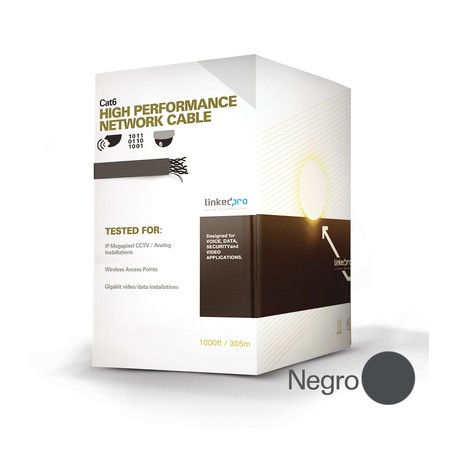 Cat6
HIGH PERFORMANCE
NETWORK CABLE
1011
0110
1001
linkedpro
TESTED FOR:
IP Megapixel CCTV / Analog
Installations
Wireless Access Points
Gigabit video/data installations
Designed for
VOICE, DATA,
SECURITYand
VIDEO
APPLICATIONS.
linkedpro
1000ft / 305m
Negro